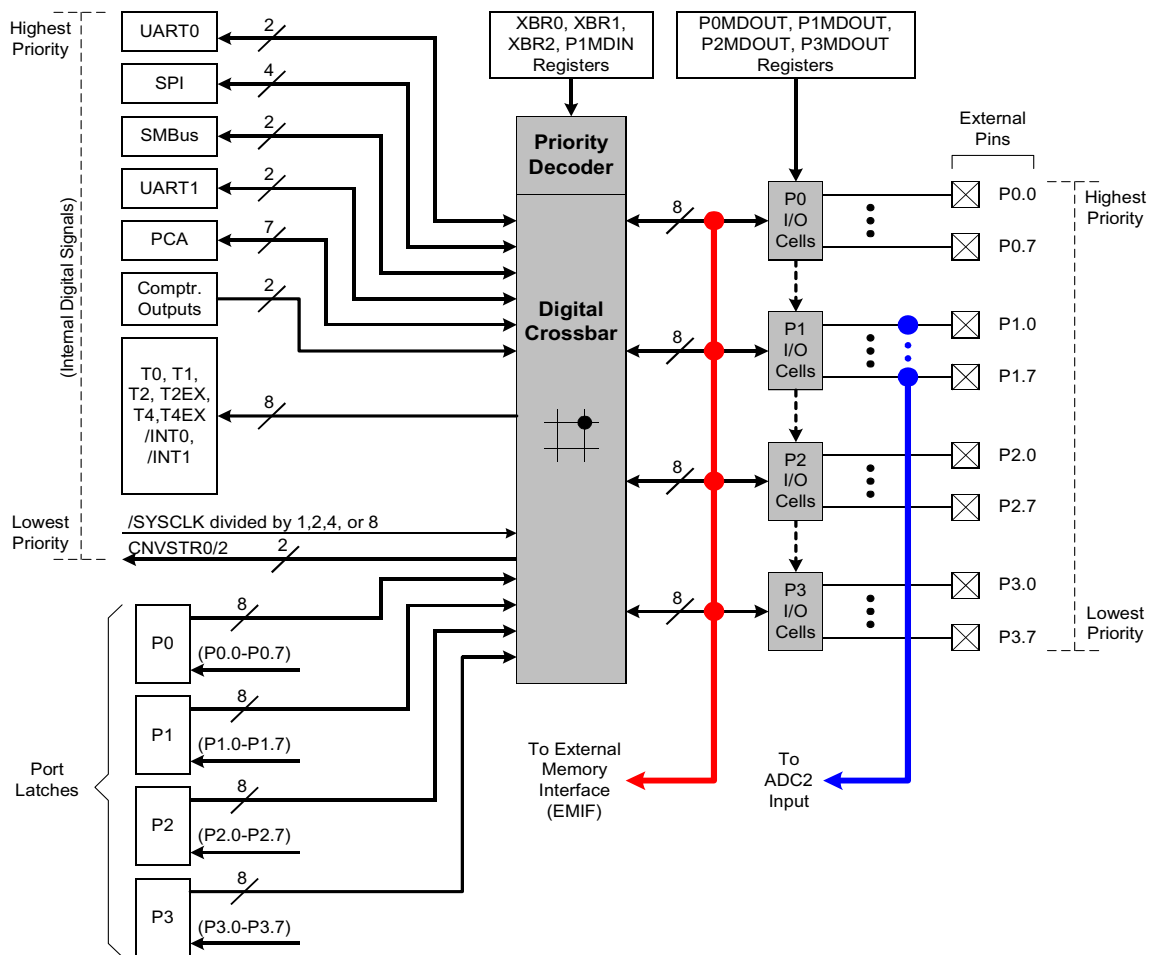 Highest
Priority
UART0
2
SPI
4
SMBus
2
UART1
2
PCA
7
Comptr.
Outputs
2
T0, T1,
T2, T2EX,
T4,T4EX
/INT0,
/INT1
8
(Internal Digital Signals)
Lowest
Priority
/SYSCLK divided by 1,2,4, or 8
CNVSTR0/2
2
Port
Latches
P0
8
(P0.0-P0.7)
P1
8
(P1.0-P1.7)
P2
8
(P2.0-P2.7)
P3
8
(P3.0-P3.7)
XBR0, XBR1,
XBR2, P1MDIN
Registers
Priority
Decoder
Digital
Crossbar
8
8
8
8
To External
Memory
Interface
(EMIF)
P0MDOUT, P1MDOUT,
P2MDOUT, P3MDOUT
Registers
P0
I/O
Cells
P1
I/O
Cells
P2
I/O
Cells
P3
I/O
Cells
To
ADC2
Input
External
Pins
P0.0
P0.7
P1.0
P1.7
P2.0
P2.7
P3.0
P3.7
Highest
Priority
Lowest
Priority